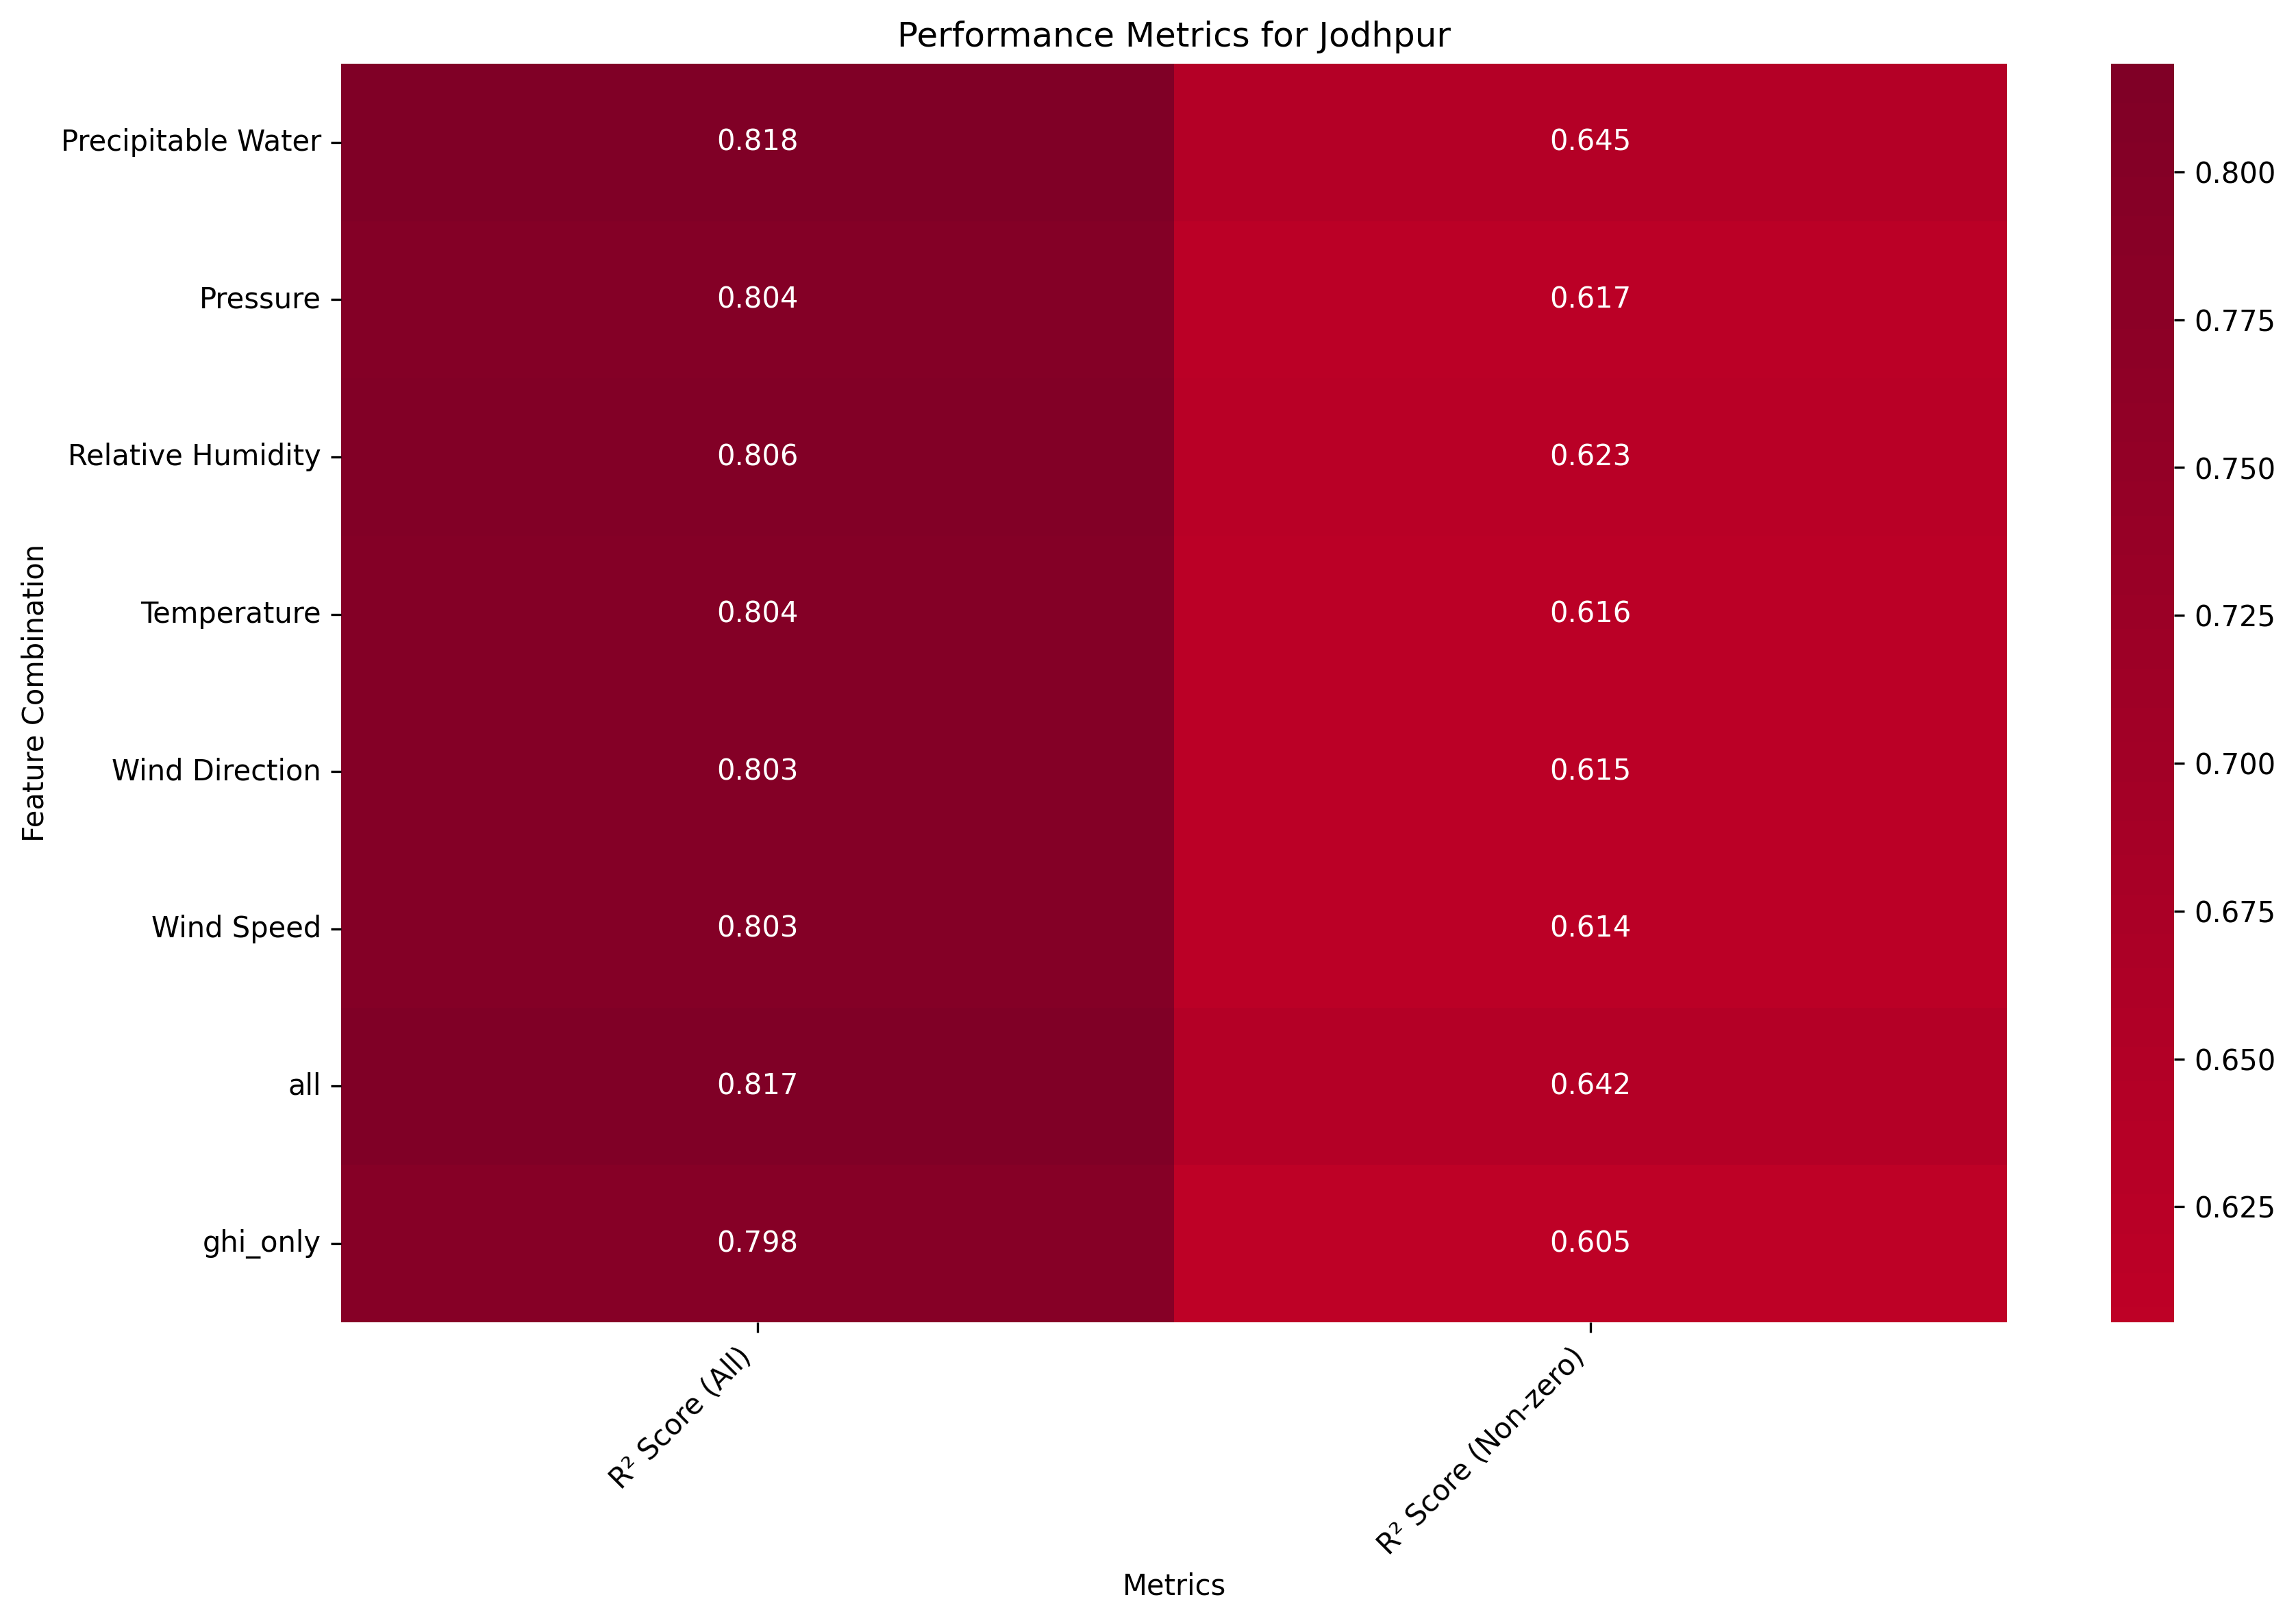 Performance Metrics for Jodhpur
Feature Combination
Precipitable Water 0.818 0.645
Pressure 0.804 0.617
Relative Humidity 0.806 0.623
Temperature 0.804 0.616
Wind Direction 0.803 0.615
Wind Speed 0.803 0.614
all 0.817 0.642
ghi_only 0.798 0.605
R² Score (All)
R² Score (Non-zero)
Metrics
0.800
0.775
0.750
0.725
0.700
0.675
0.650
0.625